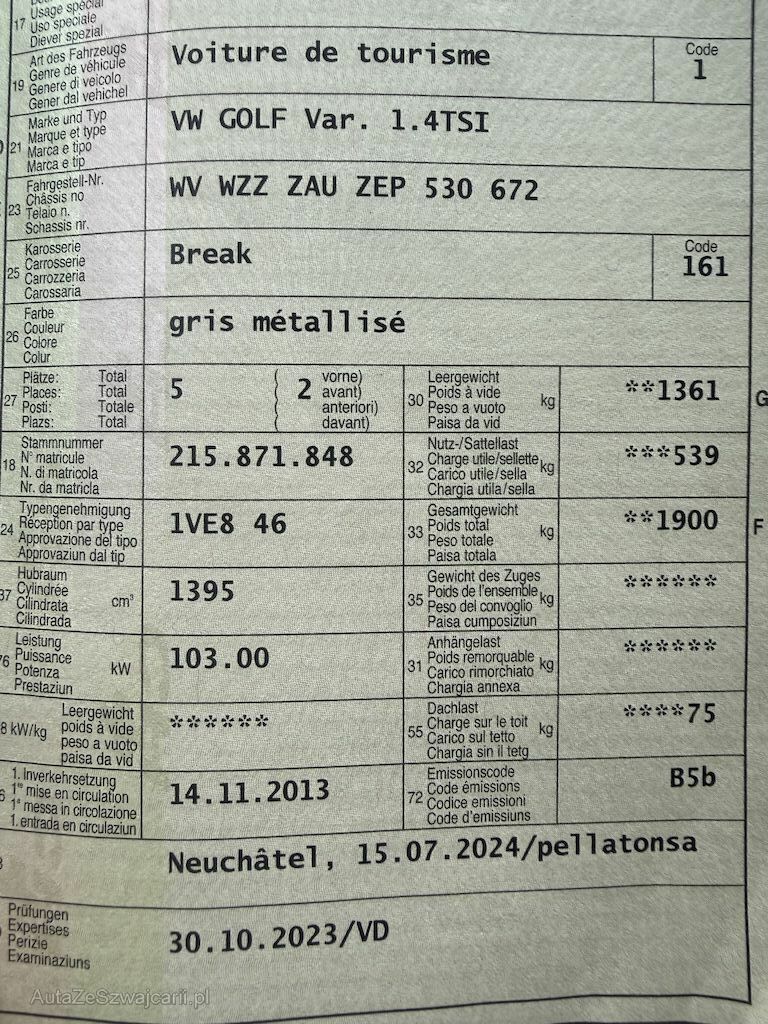 17 Usage spécial
Uso speciale
Diever spezial
19 Art des Fahrzeugs
Genre de véhicule
Genere di veicolo
Gener dal vehichel
Voiture de tourisme
Code
1
21 Marke und Typ
Marque et type
Marca e tipo
Marca e tip
VW GOLF Var. 1.4TSI
23 Fahrgestell-Nr.
Châssis no
Telaio n.
Schassis nr.
WV WZZ ZAU ZEP 530 672
25 Karosserie
Carrosserie
Carrozzeria
Carossaria
Break
Code
161
26 Farbe
Couleur
Colore
Colur
gris métallisé
27 Plätze: Total
Places: Total
Posti: Totale
Plazs: Total
5 ( 2 vorne)
( avant)
( anteriori)
( davant)
30 Leergewicht
Poids à vide
Peso a vuoto
Paisa da vid
kg
**1361
G
18 Stammnummer
N° matricule
N. di matricola
Nr. da matricla
215.871.848
32 Nutz-/Sattellast
Charge utile/sellette
Carico utile/sella
Chargia utila/sella
kg
***539
24 Typengenehmigung
Réception par type
Approvazione del tipo
Approvaziun dal tip
1VE8 46
33 Gesamtgewicht
Poids total
Peso totale
Paisa totala
kg
**1900
F
37 Hubraum
Cylindrée
Cilindrata
Cilindrada
cm³
1395
35 Gewicht des Zuges
Poids de l'ensemble
Peso del convoglio
Paisa cumposiziun
kg
******
76 Leistung
Puissance
Potenza
Prestaziun
kW
103.00
31 Anhängelast
Poids remorquable
Carico rimorchiato
Chargia annexa
kg
******
8 kW/kg Leergewicht
poids à vide
peso a vuoto
paisa da vid
******
55 Dachlast
Charge sur le toit
Carico sul tetto
Chargia sin il tetg
kg
****75
6 1. Inverkehrsetzung
1re mise en circulation
1a messa in circolazione
1. entrada en circulaziun
14.11.2013
72 Emissionscode
Code émissions
Codice emissioni
Code d'emissiuns
B5b
Neuchâtel, 15.07.2024/pellatonsa
Prüfungen
Expertises
Perizie
Examinaziuns
30.10.2023/VD
AutaZeSzwajcarii.pl